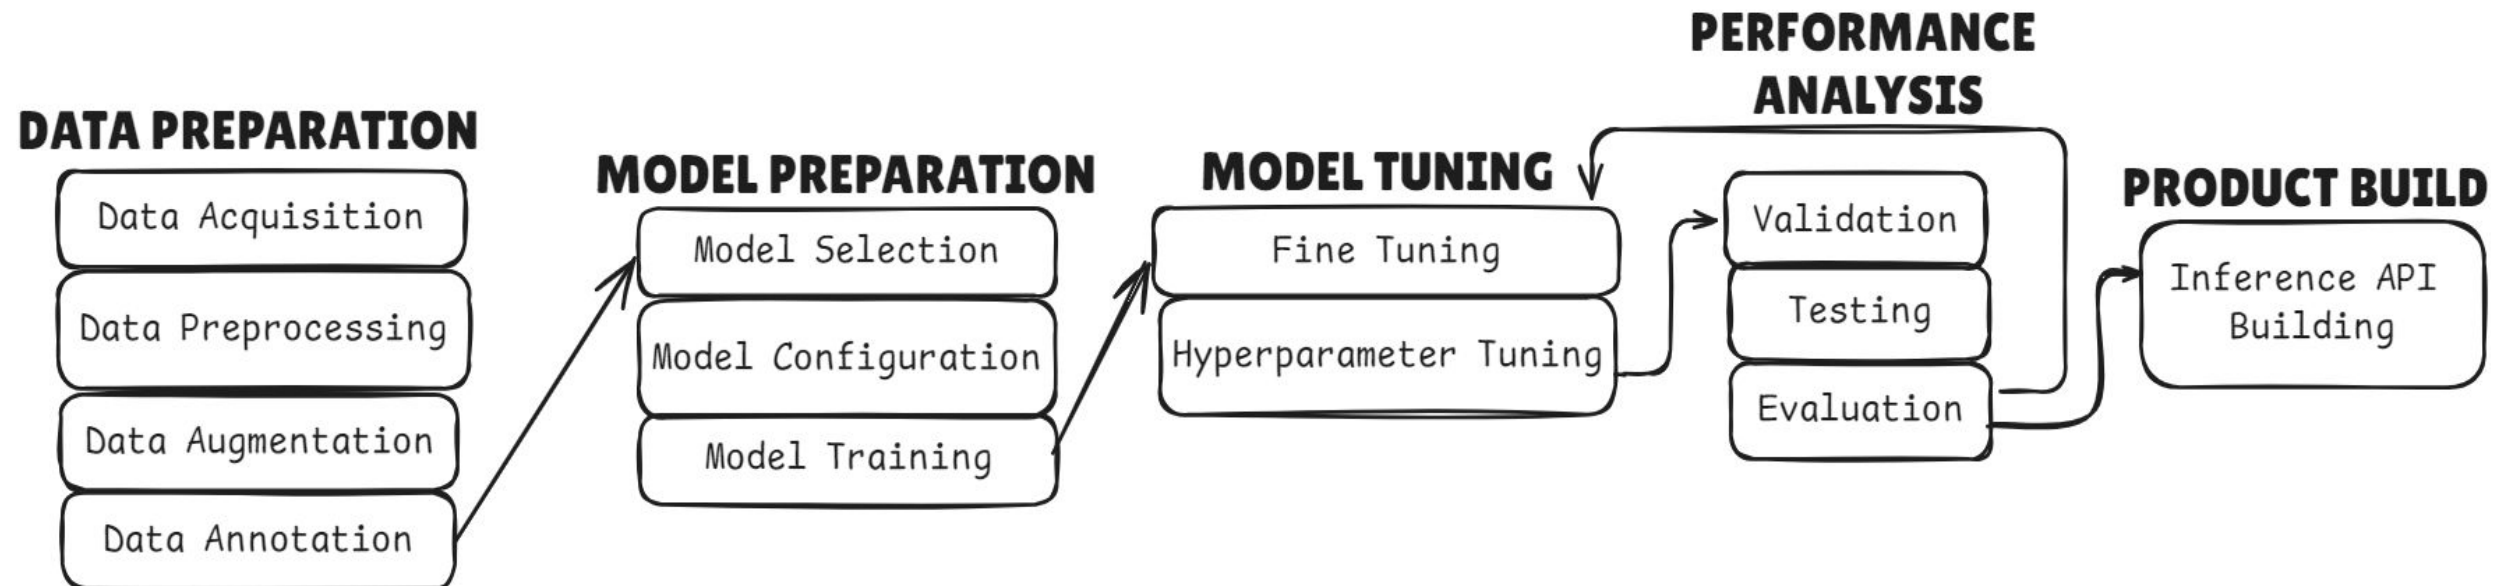 DATA PREPARATION
Data Acquisition
Data Preprocessing
Data Augmentation
Data Annotation
MODEL PREPARATION
Model Selection
Model Configuration
Model Training
MODEL TUNING
Fine Tuning
Hyperparameter Tuning
PERFORMANCE
ANALYSIS
Validation
Testing
Evaluation
PRODUCT BUILD
Inference API
Building